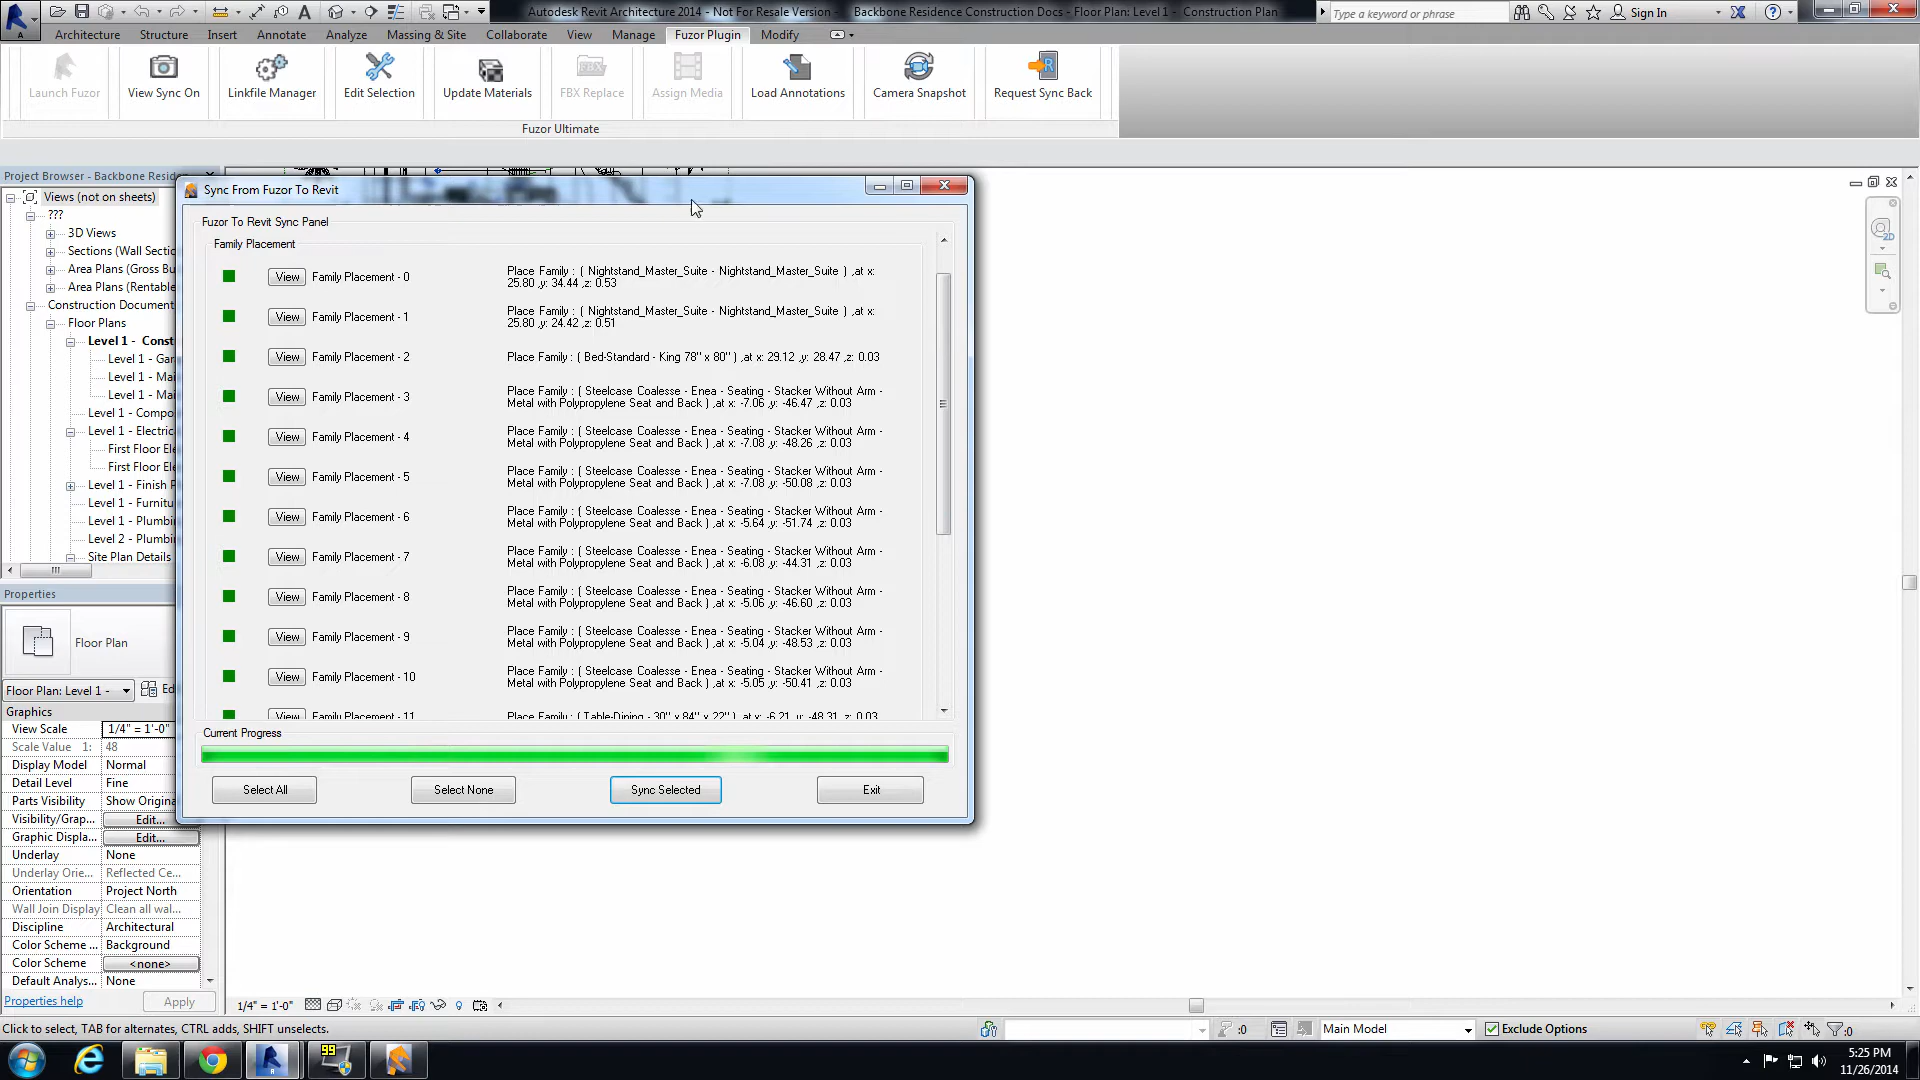 Autodesk Revit Architecture 2014 - Not For Resale Version - Backbone Residence Construction Docs - Floor Plan: Level 1 - Construction Plan
Type a keyword or phrase
Sign In
Architecture Structure Insert Annotate Analyze Massing & Site Collaborate View Manage Fuzor Plugin Modify
Launch Fuzor View Sync On Linkfile Manager Edit Selection Update Materials FBX Replace Assign Media Load Annotations Camera Snapshot Request Sync Back
Fuzor Ultimate
Project Browser - Backbone Reside
Views (not on sheets)
???
3D Views
Sections (Wall Sectio
Area Plans (Gross Bu
Area Plans (Rentable
Construction Document
Floor Plans
Level 1 - Const
Level 1 - Gar
Level 1 - Mai
Level 1 - Mai
Level 1 - Compo
Level 1 - Electric
First Floor Ele
First Floor Ele
Level 1 - Finish P
Level 1 - Furnitu
Level 1 - Plumbi
Level 2 - Plumbi
Site Plan Details
Sync From Fuzor To Revit
Fuzor To Revit Sync Panel
Family Placement
View Family Placement - 0 Place Family : ( Nightstand_Master_Suite - Nightstand_Master_Suite ) ,at x:
25.80 ,y: 34.44 ,z: 0.53
View Family Placement - 1 Place Family : ( Nightstand_Master_Suite - Nightstand_Master_Suite ) ,at x:
25.80 ,y: 24.42 ,z: 0.51
View Family Placement - 2 Place Family : ( Bed-Standard - King 78" x 80" ) ,at x: 29.12 ,y: 28.47 ,z: 0.03
View Family Placement - 3 Place Family : ( Steelcase Coalesse - Enea - Seating - Stacker Without Arm -
Metal with Polypropylene Seat and Back ) ,at x: -7.06 ,y: -46.47 ,z: 0.03
View Family Placement - 4 Place Family : ( Steelcase Coalesse - Enea - Seating - Stacker Without Arm -
Metal with Polypropylene Seat and Back ) ,at x: -7.08 ,y: -48.26 ,z: 0.03
View Family Placement - 5 Place Family : ( Steelcase Coalesse - Enea - Seating - Stacker Without Arm -
Metal with Polypropylene Seat and Back ) ,at x: -7.08 ,y: -50.08 ,z: 0.03
View Family Placement - 6 Place Family : ( Steelcase Coalesse - Enea - Seating - Stacker Without Arm -
Metal with Polypropylene Seat and Back ) ,at x: -5.64 ,y: -51.74 ,z: 0.03
View Family Placement - 7 Place Family : ( Steelcase Coalesse - Enea - Seating - Stacker Without Arm -
Metal with Polypropylene Seat and Back ) ,at x: -6.08 ,y: -44.31 ,z: 0.03
View Family Placement - 8 Place Family : ( Steelcase Coalesse - Enea - Seating - Stacker Without Arm -
Metal with Polypropylene Seat and Back ) ,at x: -5.06 ,y: -46.60 ,z: 0.03
View Family Placement - 9 Place Family : ( Steelcase Coalesse - Enea - Seating - Stacker Without Arm -
Metal with Polypropylene Seat and Back ) ,at x: -5.04 ,y: -48.53 ,z: 0.03
View Family Placement - 10 Place Family : ( Steelcase Coalesse - Enea - Seating - Stacker Without Arm -
Metal with Polypropylene Seat and Back ) ,at x: -5.05 ,y: -50.41 ,z: 0.03
View Family Placement - 11 Place Family : ( Table-Dining - 30" x 84" x 22" ) ,at x: -6.21 ,y: -48.31 ,z: 0.03
Current Progress
Select All Select None Sync Selected Exit
2D
Properties
Floor Plan
Floor Plan: Level 1 - Ed
Graphics
View Scale 1/4" = 1'-0"
Scale Value 1: 48
Display Model Normal
Detail Level Fine
Parts Visibility Show Origina
Visibility/Grap... Edit...
Graphic Displa... Edit...
Underlay None
Underlay Orie... Reflected Ce...
Orientation Project North
Wall Join Display Clean all wal...
Discipline Architectural
Color Scheme ... Background
Color Scheme <none>
Default Analys... None
Properties help Apply
1/4" = 1'-0"
Click to select, TAB for alternates, CTRL adds, SHIFT unselects.
:0
Main Model
Exclude Options
:0
99
5:25 PM
11/26/2014